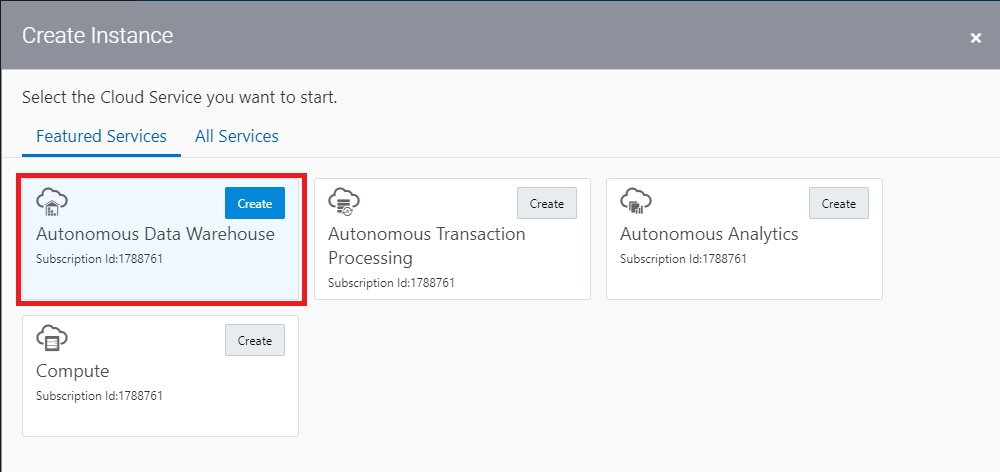 Create Instance
×
Select the Cloud Service you want to start.
Featured Services
All Services
Create
Autonomous Data Warehouse
Subscription Id:1788761
Create
Autonomous Transaction
Processing
Subscription Id:1788761
Create
Autonomous Analytics
Subscription Id:1788761
Create
Compute
Subscription Id:1788761